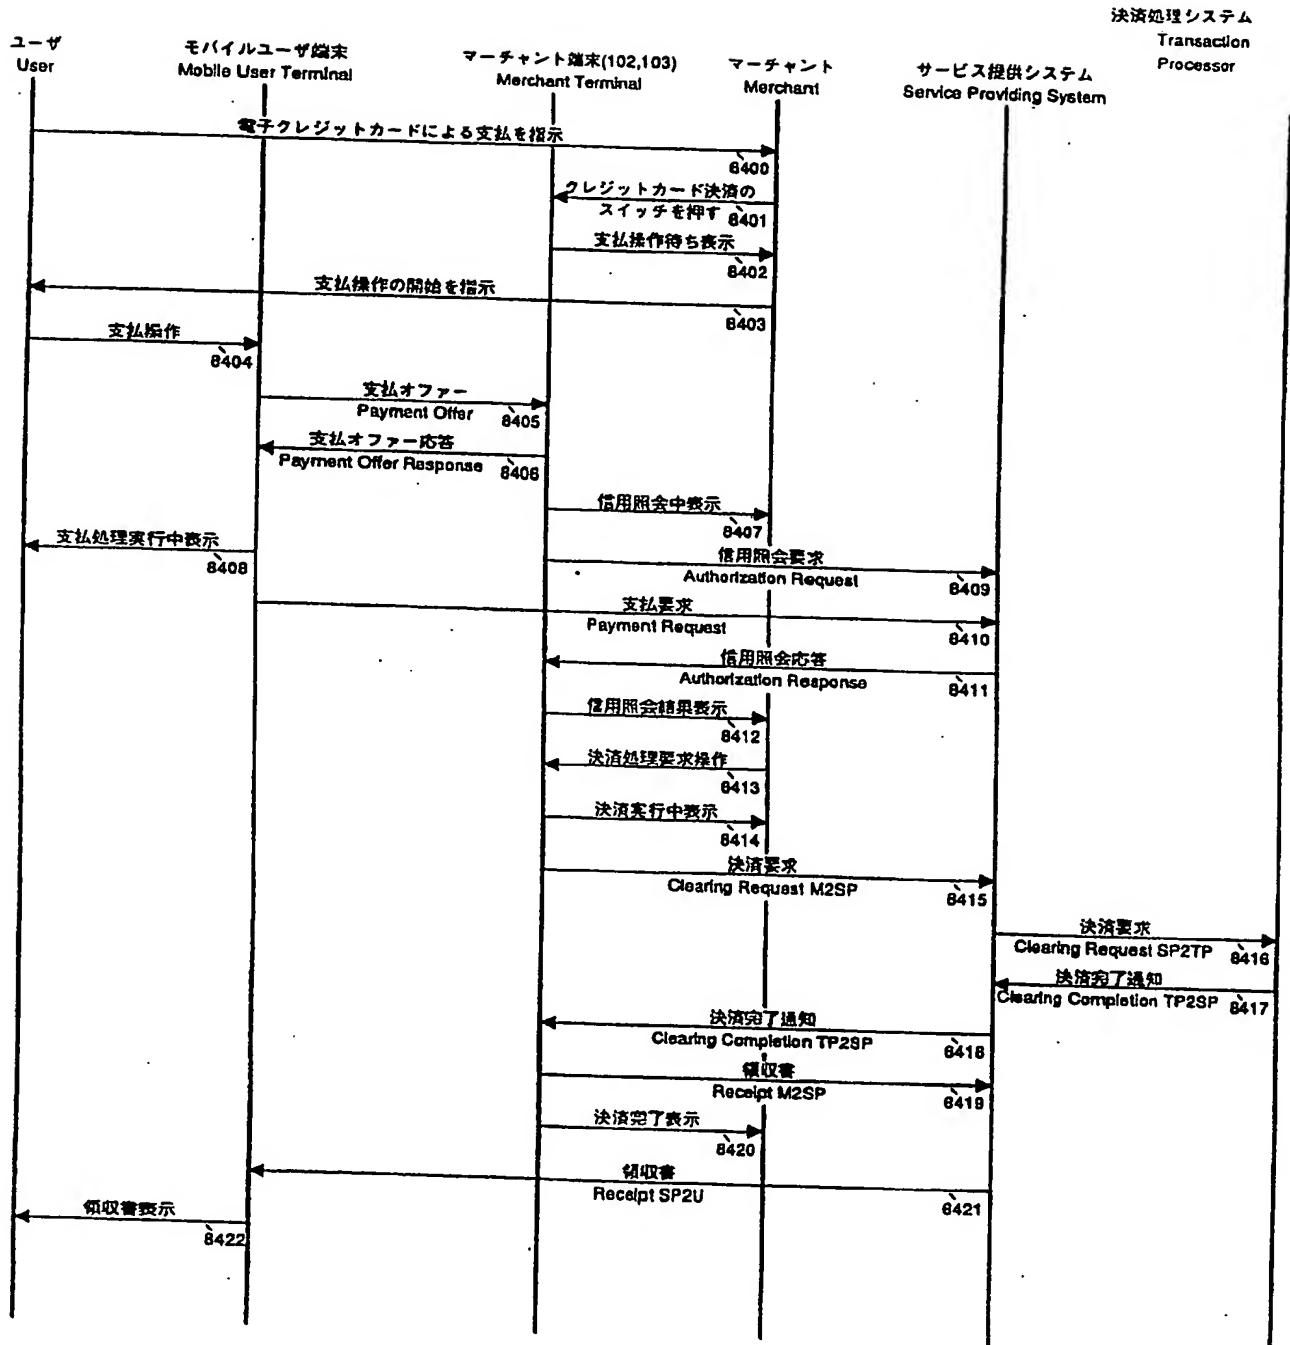 決済処理システム
Transaction
Processor
ユーザ
User
モバイルユーザ端末
Mobile User Terminal
マーチャント端末(102,103)
Merchant Terminal
マーチャント
Merchant
サービス提供システム
Service Providing System
電子クレジットカードによる支払を指示
8400
クレジットカード決済の
スイッチを押す
8401
支払操作待ち表示
8402
支払操作の開始を指示
8403
支払操作
8404
支払オファー
Payment Offer
8405
支払オファー応答
Payment Offer Response
8406
信用照会中表示
8407
支払処理実行中表示
8408
信用照会要求
Authorization Request
8409
支払要求
Payment Request
8410
信用照会応答
Authorization Response
8411
信用照会結果表示
8412
決済処理要求操作
8413
決済実行中表示
8414
決済要求
Clearing Request M2SP
8415
決済要求
Clearing Request SP2TP
8416
決済完了通知
Clearing Completion TP2SP
8417
決済完了通知
Clearing Completion TP2SP
8418
領収書
Receipt M2SP
8419
決済完了表示
8420
領収書
Receipt SP2U
8421
領収書表示
8422